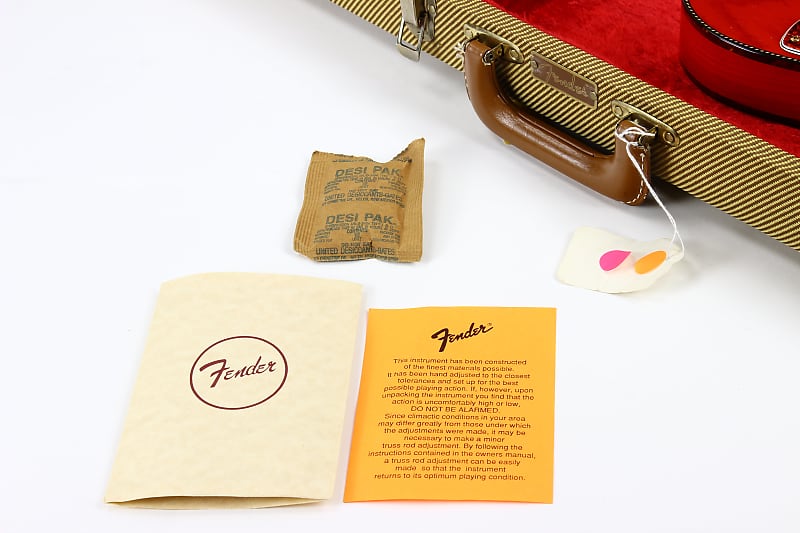 Fender
DESI PAK
UNITED DESICCANTS-GATES
DESI PAK
UNITED DESICCANTS-GATES
Fender
Fender™
This instrument has been constructed
of the finest materials possible.
It has been hand adjusted to the closest
tolerances and set up for the best
possible playing action. If, however, upon
unpacking the instrument you find that the
action is uncomfortably high or low,
DO NOT BE ALARMED.
Since climactic conditions in your area
may differ greatly from those under which
the adjustments were made, it may be
necessary to make a minor
truss rod adjustment. By following the
instructions contained in the owners manual,
a truss rod adjustment can be easily
made so that the instrument
returns to its optimum playing condition.